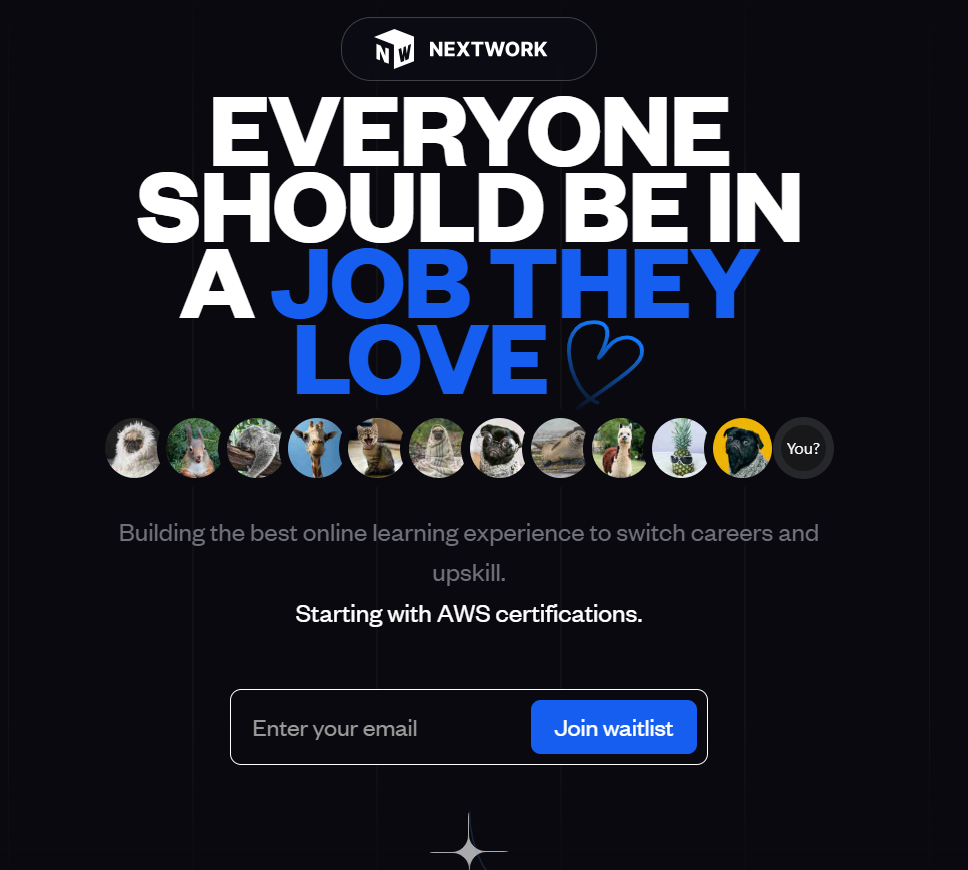 NW NEXTWORK
EVERYONE
SHOULD BE IN
A JOB THEY
LOVE
You?
Building the best online learning experience to switch careers and
upskill.
Starting with AWS certifications.
Enter your email
Join waitlist